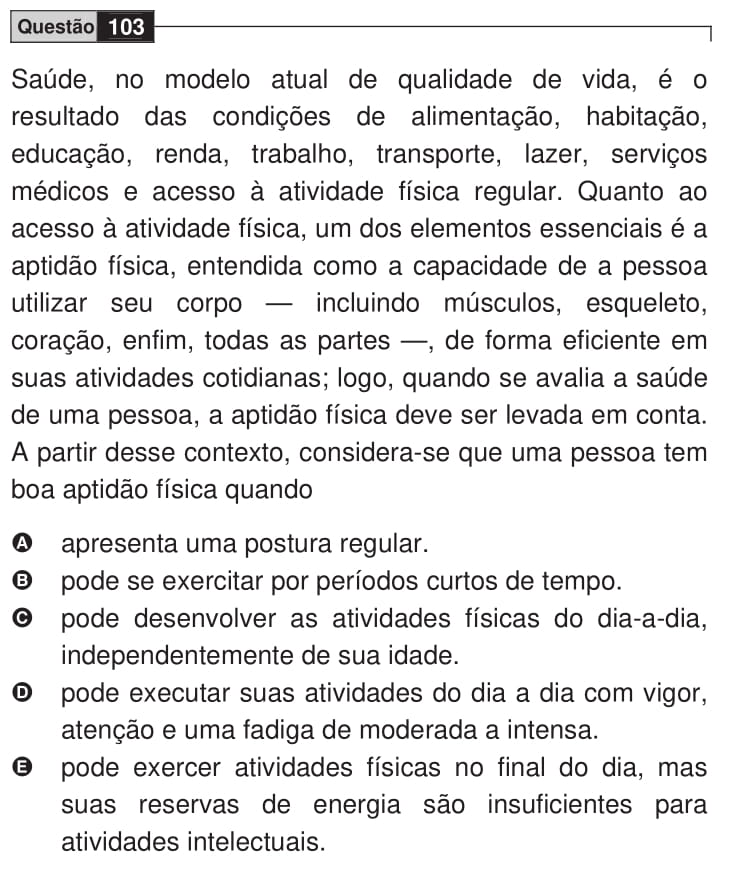 Questão 103
Saúde, no modelo atual de qualidade de vida, é o
resultado das condições de alimentação, habitação,
educação, renda, trabalho, transporte, lazer, serviços
médicos e acesso à atividade física regular. Quanto ao
acesso à atividade física, um dos elementos essenciais é a
aptidão física, entendida como a capacidade de a pessoa
utilizar seu corpo — incluindo músculos, esqueleto,
coração, enfim, todas as partes —, de forma eficiente em
suas atividades cotidianas; logo, quando se avalia a saúde
de uma pessoa, a aptidão física deve ser levada em conta.
A partir desse contexto, considera-se que uma pessoa tem
boa aptidão física quando
A apresenta uma postura regular.
B pode se exercitar por períodos curtos de tempo.
C pode desenvolver as atividades físicas do dia-a-dia,
independentemente de sua idade.
D pode executar suas atividades do dia a dia com vigor,
atenção e uma fadiga de moderada a intensa.
E pode exercer atividades físicas no final do dia, mas
suas reservas de energia são insuficientes para
atividades intelectuais.